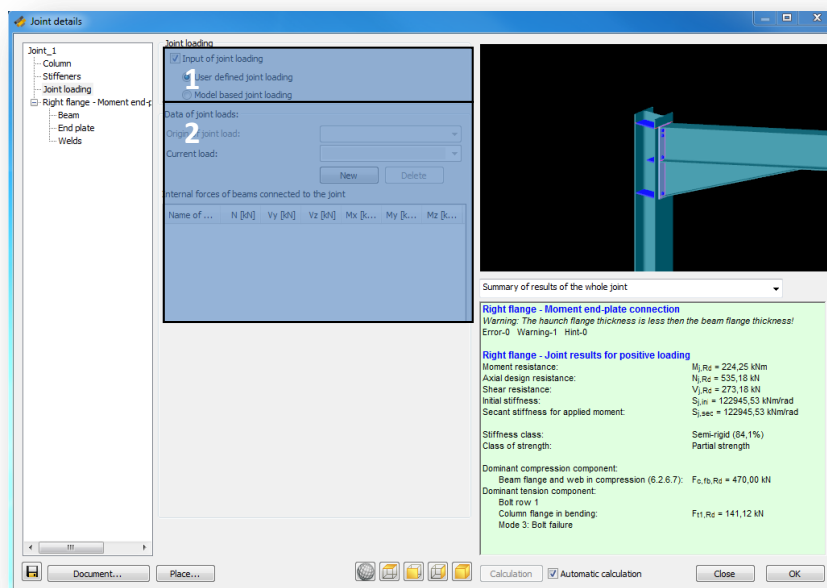 Joint details
Joint_1
Column
Stiffeners
Joint loading
Right flange - Moment end-p
Beam
End plate
Welds
Joint loading
Input of joint loading
1
User defined joint loading
Model based joint loading
Data of joint loads:
2
Origin of joint load:
Current load:
New Delete
Internal forces of beams connected to the joint
Name of ... N [kN] Vy [kN] Vz [kN] Mx [k... My [k... Mz [k...
Summary of results of the whole joint
Right flange - Moment end-plate connection
Warning: The haunch flange thickness is less then the beam flange thickness!
Error-0 Warning-1 Hint-0
Right flange - Joint results for positive loading
Moment resistance: Mj,Rd = 224,25 kNm
Axial design resistance: Nj,Rd = 535,18 kN
Shear resistance: Vj,Rd = 273,18 kN
Initial stiffness: Sj,ini = 122945,53 kNm/rad
Secant stiffness for applied moment: Sj,sec = 122945,53 kNm/rad
Stiffness class: Semi-rigid (84,1%)
Class of strength: Partial strength
Dominant compression component:
Beam flange and web in compression (6.2.6.7): Fc,fb,Rd = 470,00 kN
Dominant tension component:
Bolt row 1
Column flange in bending: Ft1,Rd = 141,12 kN
Mode 3: Bolt failure
Document... Place... Calculation Automatic calculation Close OK